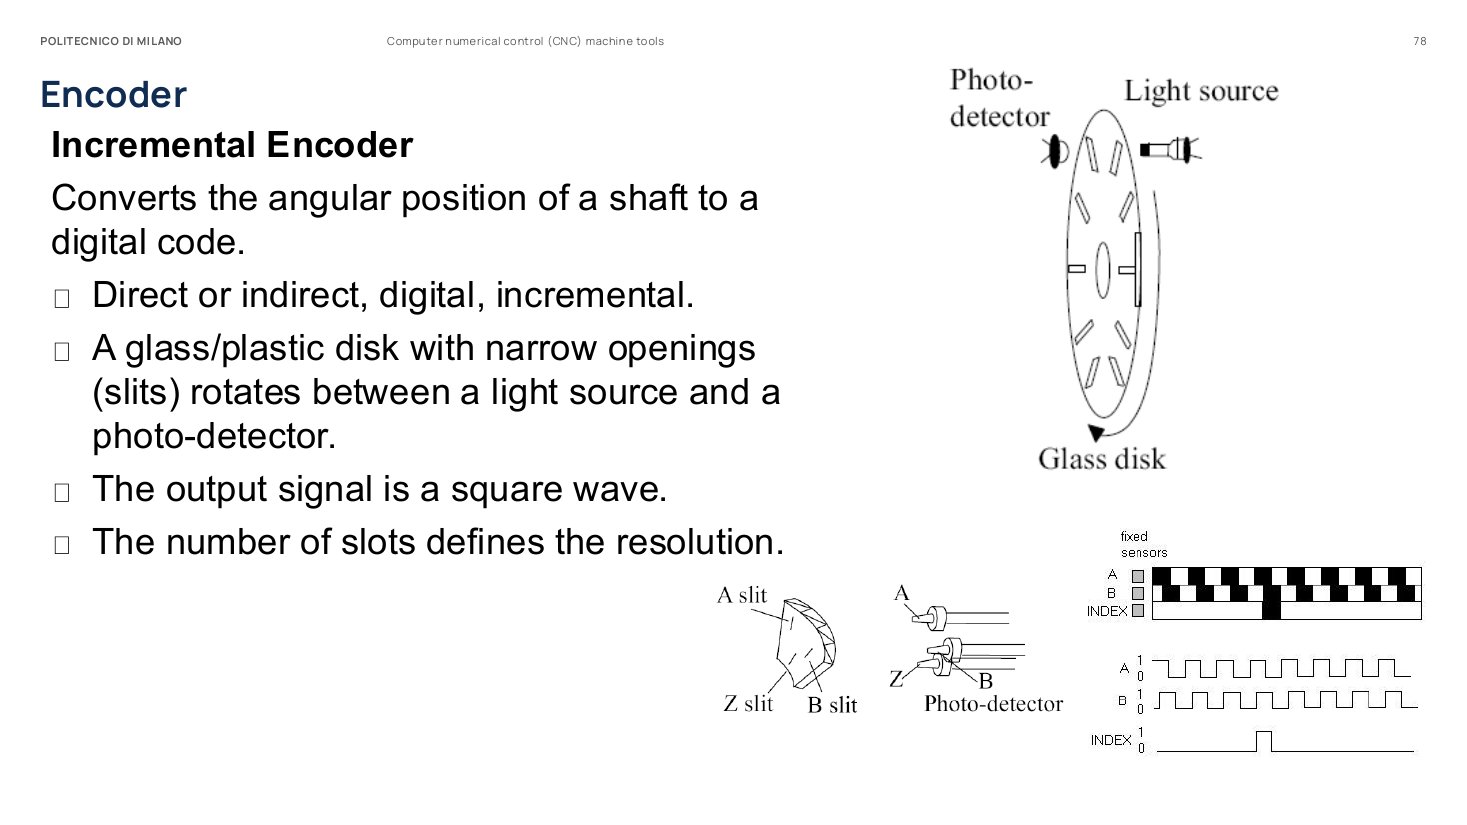 POLITECNICO DI MILANO
Computer numerical control (CNC) machine tools
78
Encoder
Incremental Encoder
Converts the angular position of a shaft to a
digital code.
Direct or indirect, digital, incremental.
A glass/plastic disk with narrow openings
(slits) rotates between a light source and a
photo-detector.
The output signal is a square wave.
The number of slots defines the resolution.
Photo-
detector
Light source
Glass disk
A slit
Z slit
B slit
A
Z
B
Photo-detector
fixed
sensors
A
B
INDEX
A 1
0
B 1
0
INDEX 1
0